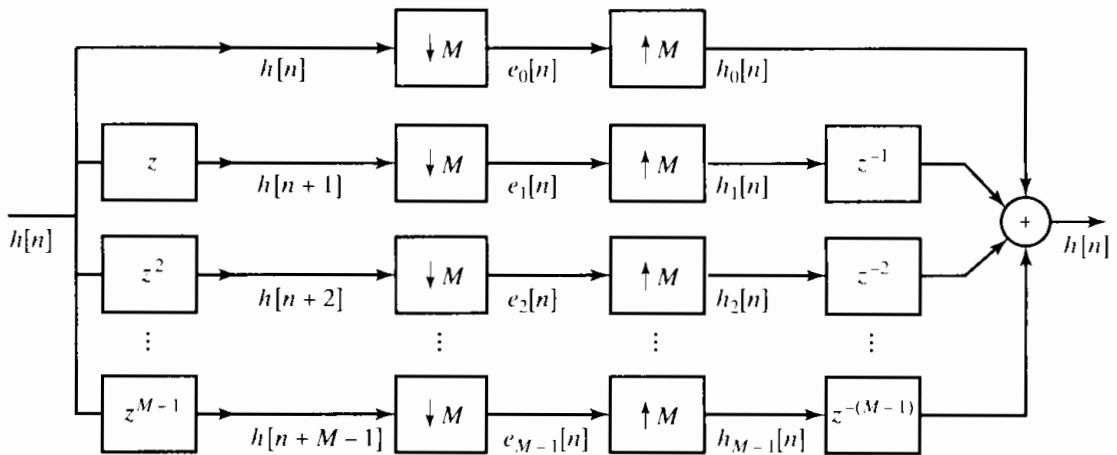 ↓ M ↑ M
h[n] e₀[n] h₀[n]
z ↓ M ↑ M z⁻¹
h[n + 1] e₁[n] h₁[n]
+
h[n] h[n]
z² ↓ M ↑ M z⁻²
h[n + 2] e₂[n] h₂[n]
⋮ ⋮ ⋮ ⋮
z^{M − 1} ↓ M ↑ M z^{−(M − 1)}
h[n + M − 1] e_{M − 1}[n] h_{M − 1}[n]